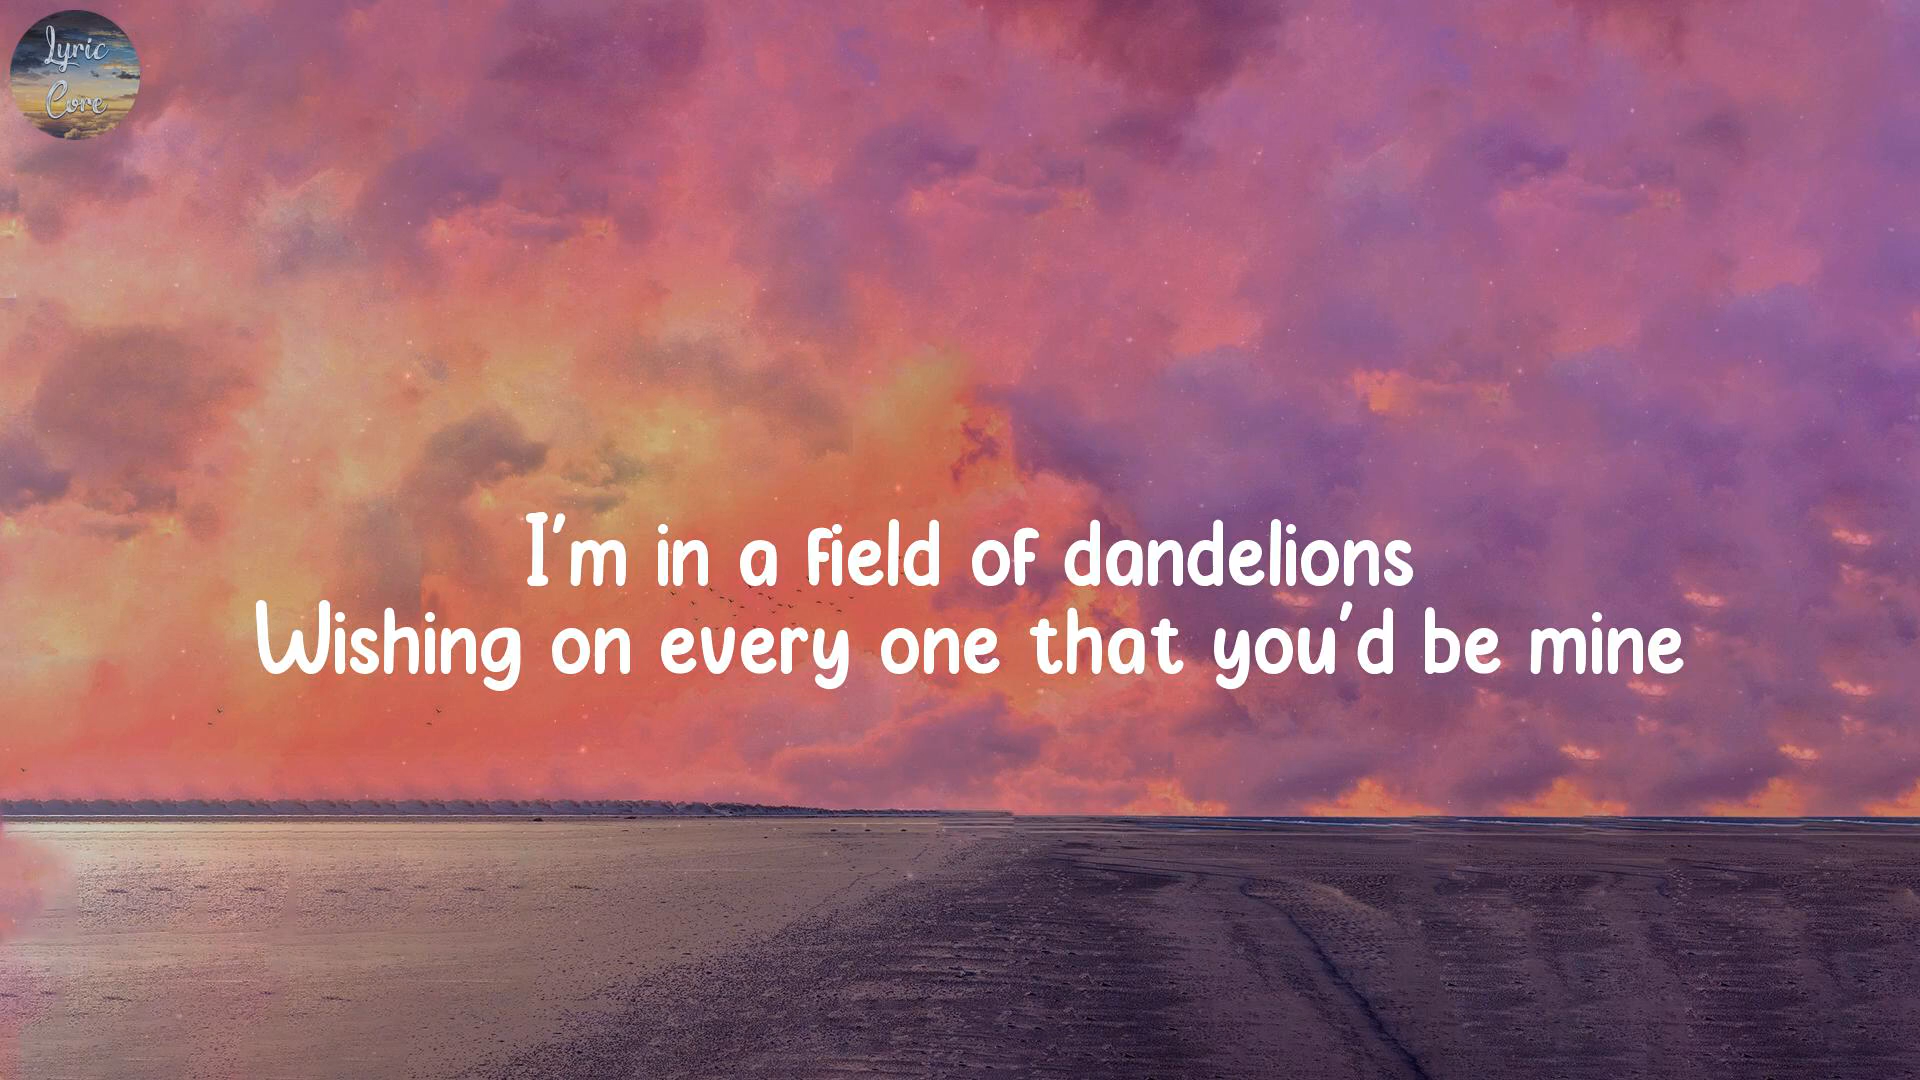 Lyric
Core
I'm in a field of dandelions
Wishing on every one that you'd be mine